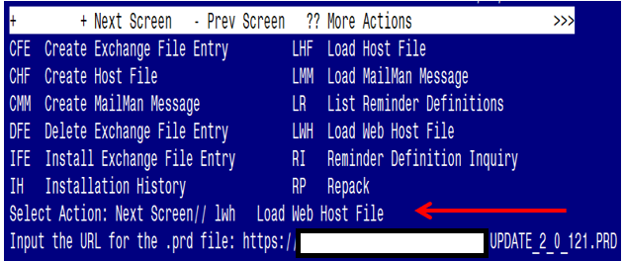 + + Next Screen - Prev Screen ?? More Actions >>>
CFE Create Exchange File Entry LHF Load Host File
CHF Create Host File LMM Load MailMan Message
CMM Create MailMan Message LR List Reminder Definitions
DFE Delete Exchange File Entry LWH Load Web Host File
IFE Install Exchange File Entry RI Reminder Definition Inquiry
IH Installation History RP Repack
Select Action: Next Screen// lwh Load Web Host File
Input the URL for the .prd file: https:/ UPDATE_2_0_121.PRD